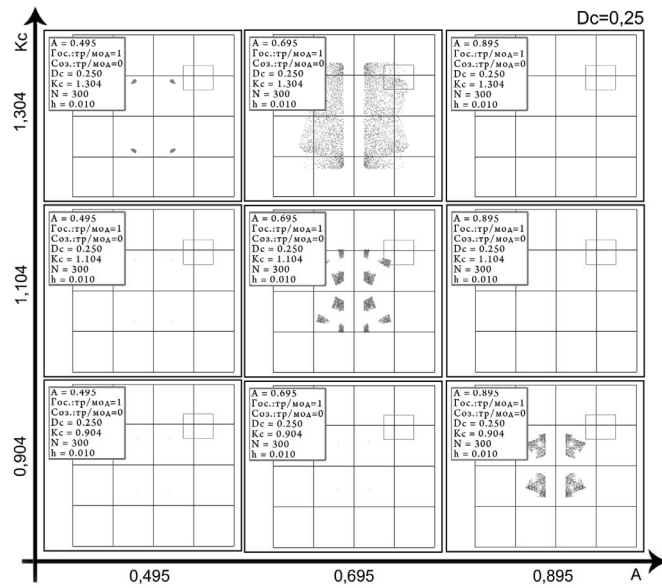 Dc=0,25
Kc
1,304
A = 0.495
Гос.:тр/мод=1
Соз.:тр/мод=0
Dc = 0.250
Kc = 1.304
N = 300
h = 0.010
A = 0.695
Гос.:тр/мод=1
Соз.:тр/мод=0
Dc = 0.250
Kc = 1.304
N = 300
h = 0.010
A = 0.895
Гос.:тр/мод=1
Соз.:тр/мод=0
Dc = 0.250
Kc = 1.304
N = 300
h = 0.010
1,104
A = 0.495
Гос.:тр/мод=1
Соз.:тр/мод=0
Dc = 0.250
Kc = 1.104
N = 300
h = 0.010
A = 0.695
Гос.:тр/мод=1
Соз.:тр/мод=0
Dc = 0.250
Kc = 1.104
N = 300
h = 0.010
A = 0.895
Гос.:тр/мод=1
Соз.:тр/мод=0
Dc = 0.250
Kc = 1.104
N = 300
h = 0.010
0,904
A = 0.495
Гос.:тр/мод=1
Соз.:тр/мод=0
Dc = 0.250
Kc = 0.904
N = 300
h = 0.010
A = 0.695
Гос.:тр/мод=1
Соз.:тр/мод=0
Dc = 0.250
Kc = 0.904
N = 300
h = 0.010
A = 0.895
Гос.:тр/мод=1
Соз.:тр/мод=0
Dc = 0.250
Kc = 0.904
N = 300
h = 0.010
0,495
0,695
0,895
A